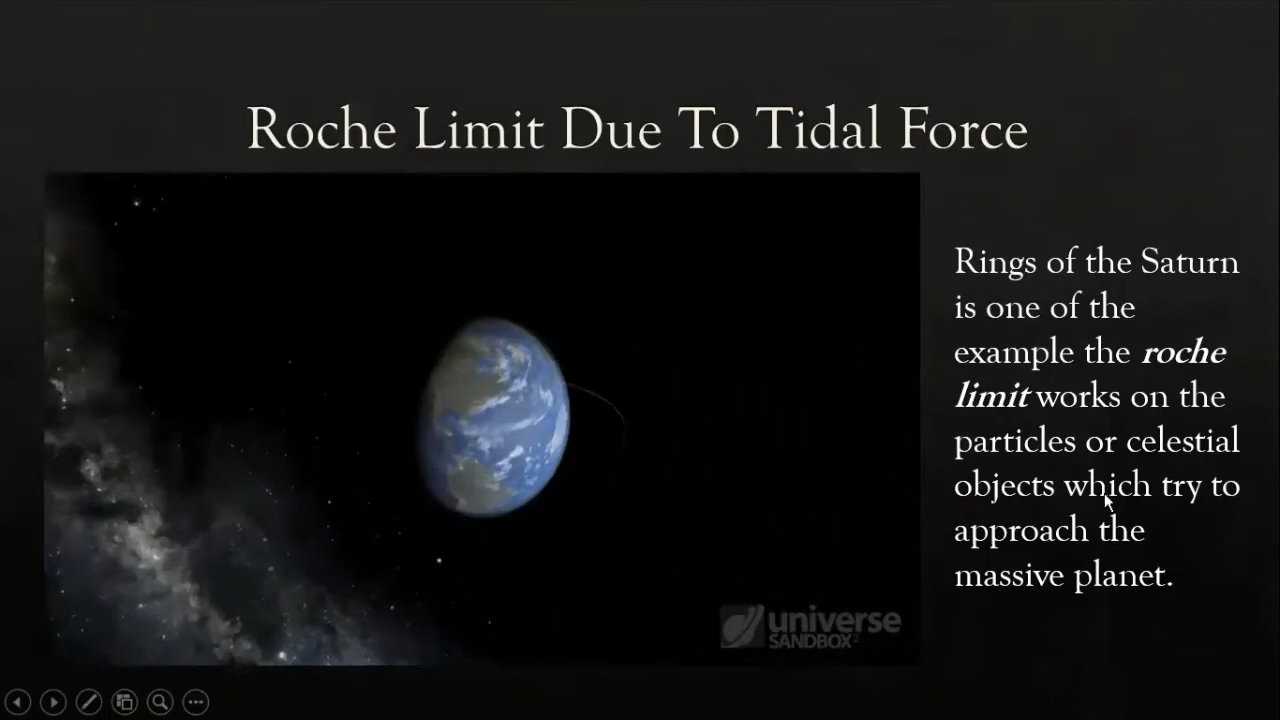 Roche Limit Due To Tidal Force
Rings of the Saturn
is one of the
example the roche
limit works on the
particles or celestial
objects which try to
approach the
massive planet.
universe
SANDBOX²